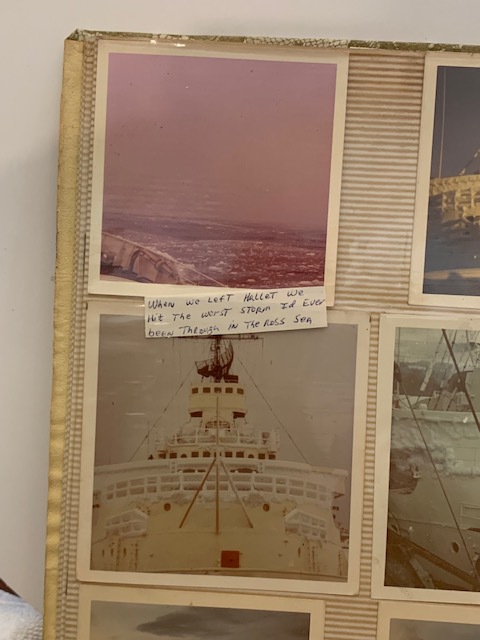 When we Left Hallet we
Hit The worst storm I'd Ever
been Through in The Ross Sea